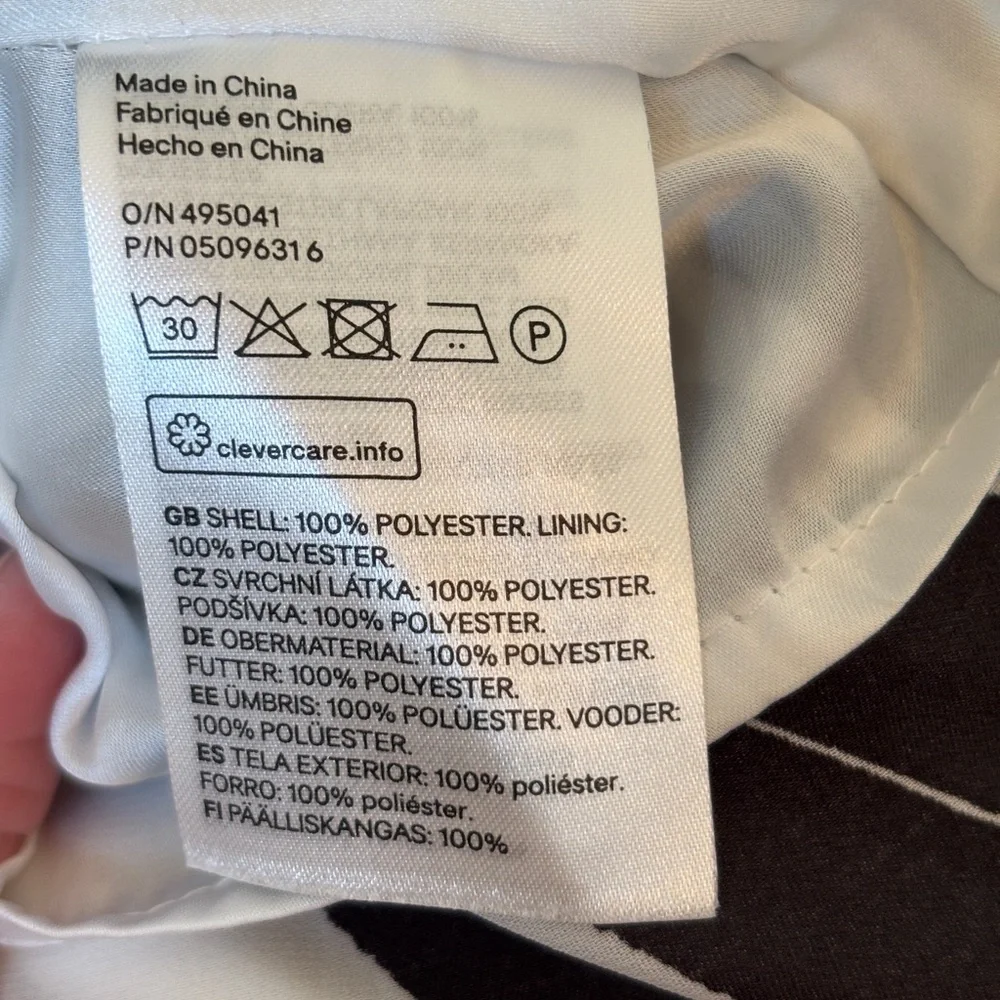 Made in China
Fabriqué en Chine
Hecho en China
O/N 495041
P/N 0509631 6
30
P
clevercare.info
GB SHELL: 100% POLYESTER. LINING:
100% POLYESTER.
CZ SVRCHNÍ LÁTKA: 100% POLYESTER.
PODŠÍVKA: 100% POLYESTER.
DE OBERMATERIAL: 100% POLYESTER.
FUTTER: 100% POLYESTER.
EE ÜMBRIS: 100% POLÜESTER. VOODER:
100% POLÜESTER.
ES TELA EXTERIOR: 100% poliéster.
FORRO: 100% poliéster.
FI PÄÄLLISKANGAS: 100%